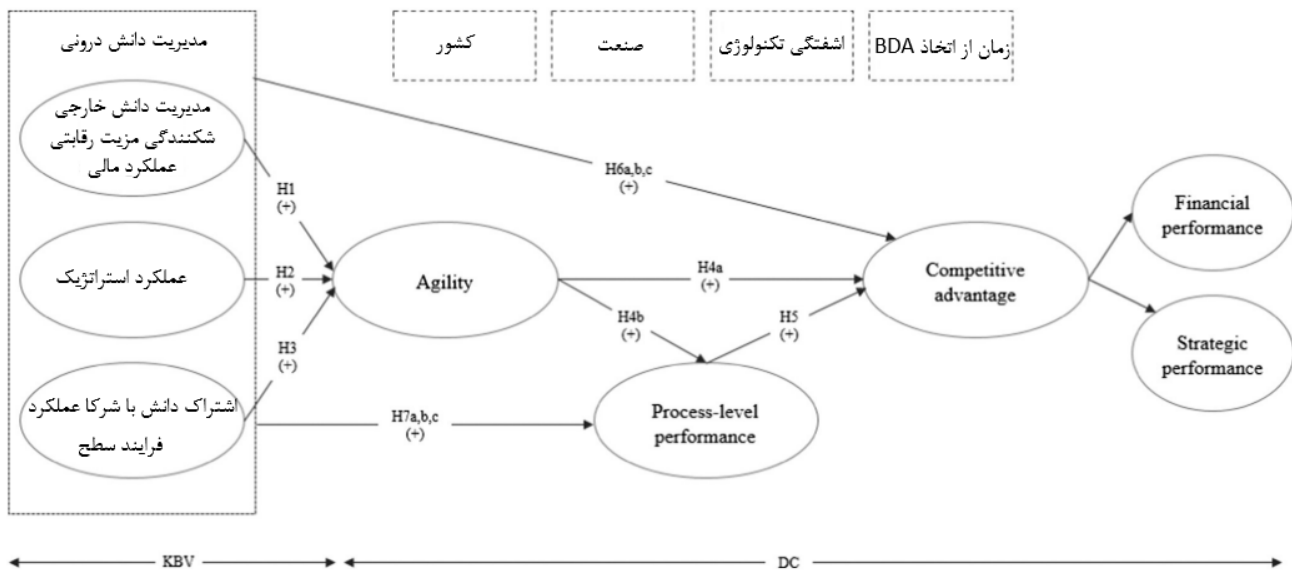 مدیریت دانش درونی
کشور
صنعت
اشفتگی تکنولوژی
زمان از اتخاذ BDA
مدیریت دانش خارجی
شکنندگی مزیت رقابتی
عملکرد مالی
H1
(+)
H6a,b,c
(+)
Financial
performance
عملکرد استراتژیک
H2
(+)
Agility
H4a
(+)
Competitive
advantage
H4b
(+)
H5
(+)
H3
(+)
Strategic
performance
اشتراک دانش با شرکا عملکرد
فرایند سطح
H7a,b,c
(+)
Process-level
performance
KBV
DC